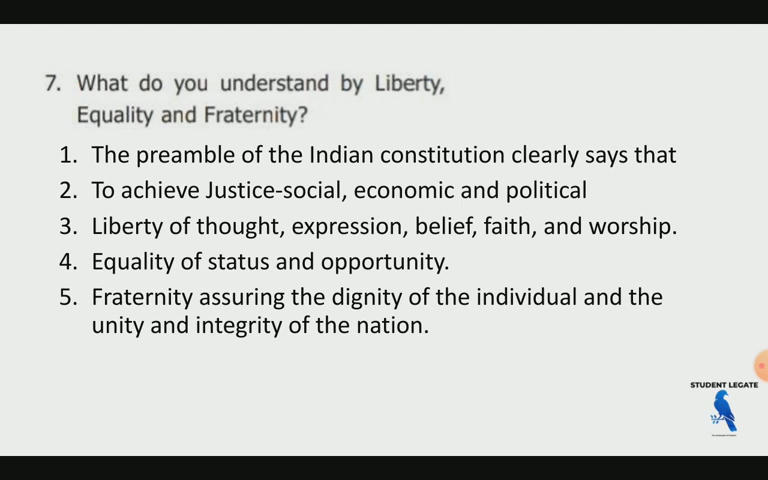 7. What do you understand by Liberty,
Equality and Fraternity?
1. The preamble of the Indian constitution clearly says that
2. To achieve Justice-social, economic and political
3. Liberty of thought, expression, belief, faith, and worship.
4. Equality of status and opportunity.
5. Fraternity assuring the dignity of the individual and the
unity and integrity of the nation.
STUDENT LEGATE